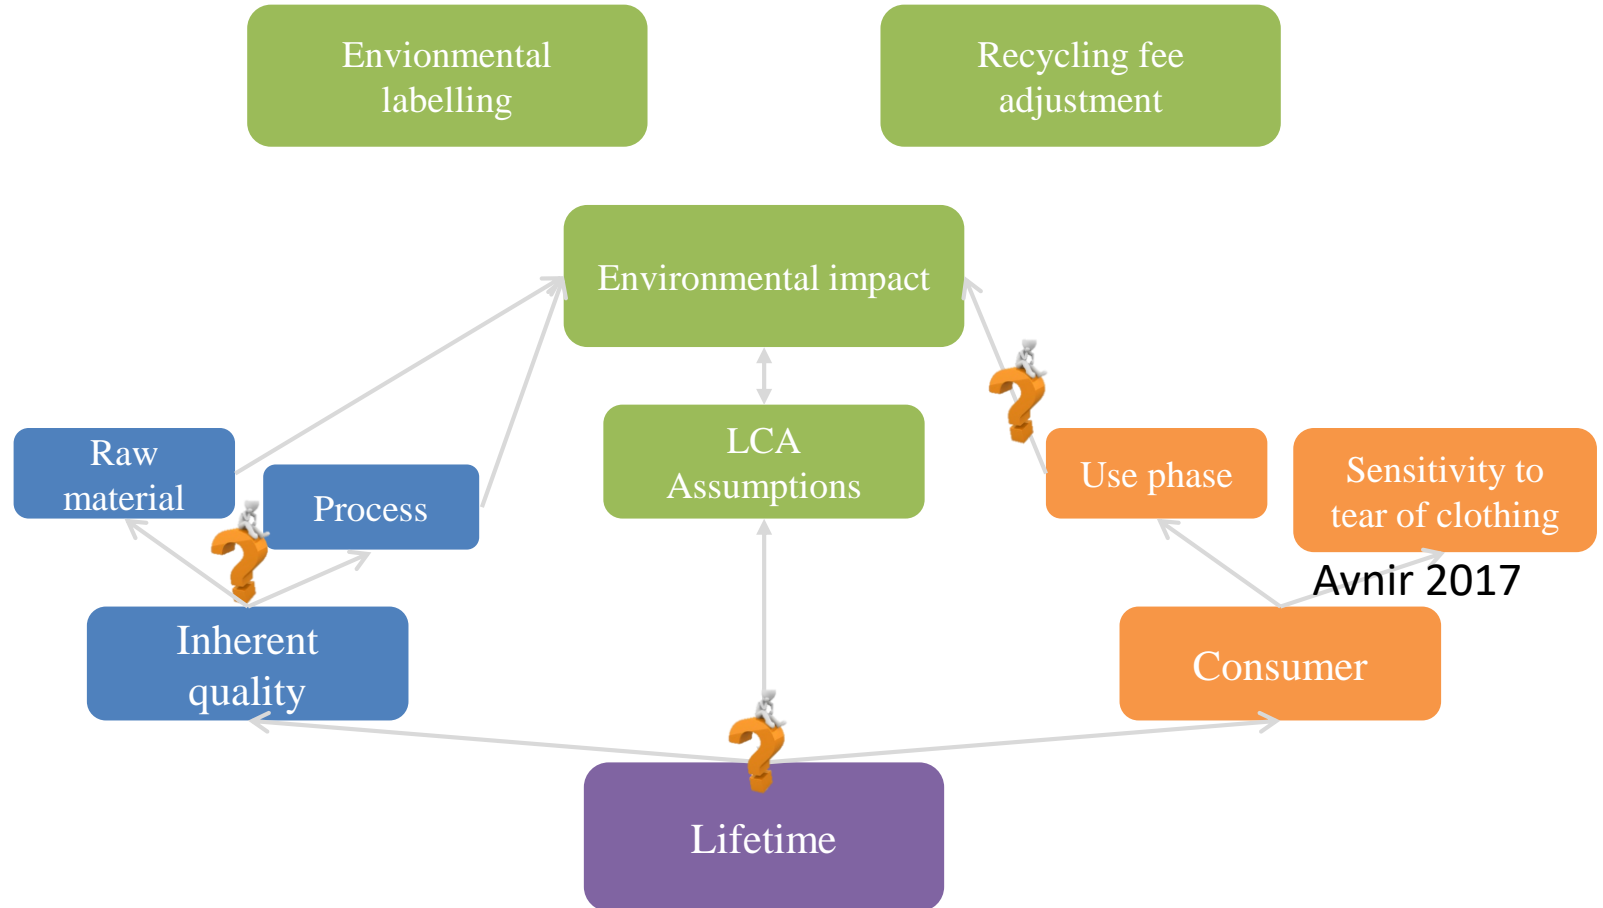 Envionmental
labelling
Recycling fee
adjustment
Environmental impact
Raw
material
Process
LCA
Assumptions
Use phase
Sensitivity to
tear of clothing
Avnir 2017
Inherent
quality
Consumer
Lifetime